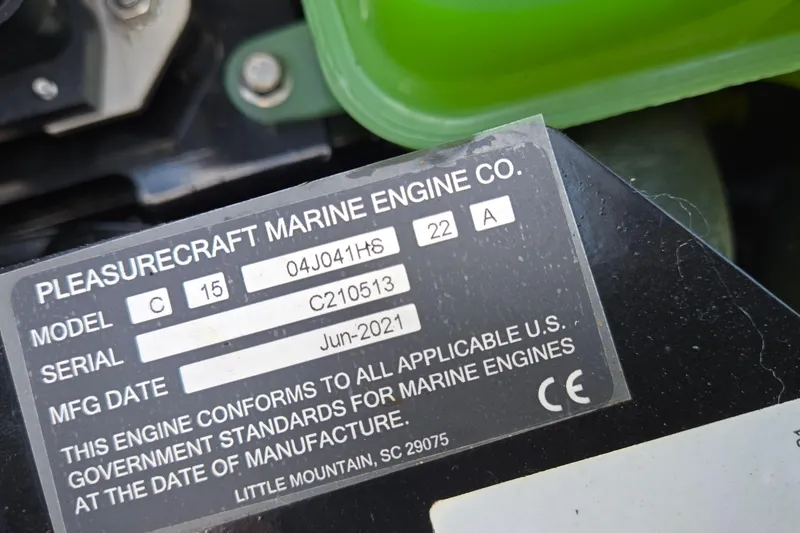 PLEASURECRAFT MARINE ENGINE CO.
MODEL C 15 04J041HS 22 A
SERIAL C210513
MFG DATE Jun-2021
THIS ENGINE CONFORMS TO ALL APPLICABLE U.S.
GOVERNMENT STANDARDS FOR MARINE ENGINES
AT THE DATE OF MANUFACTURE.
CE
LITTLE MOUNTAIN, SC 29075